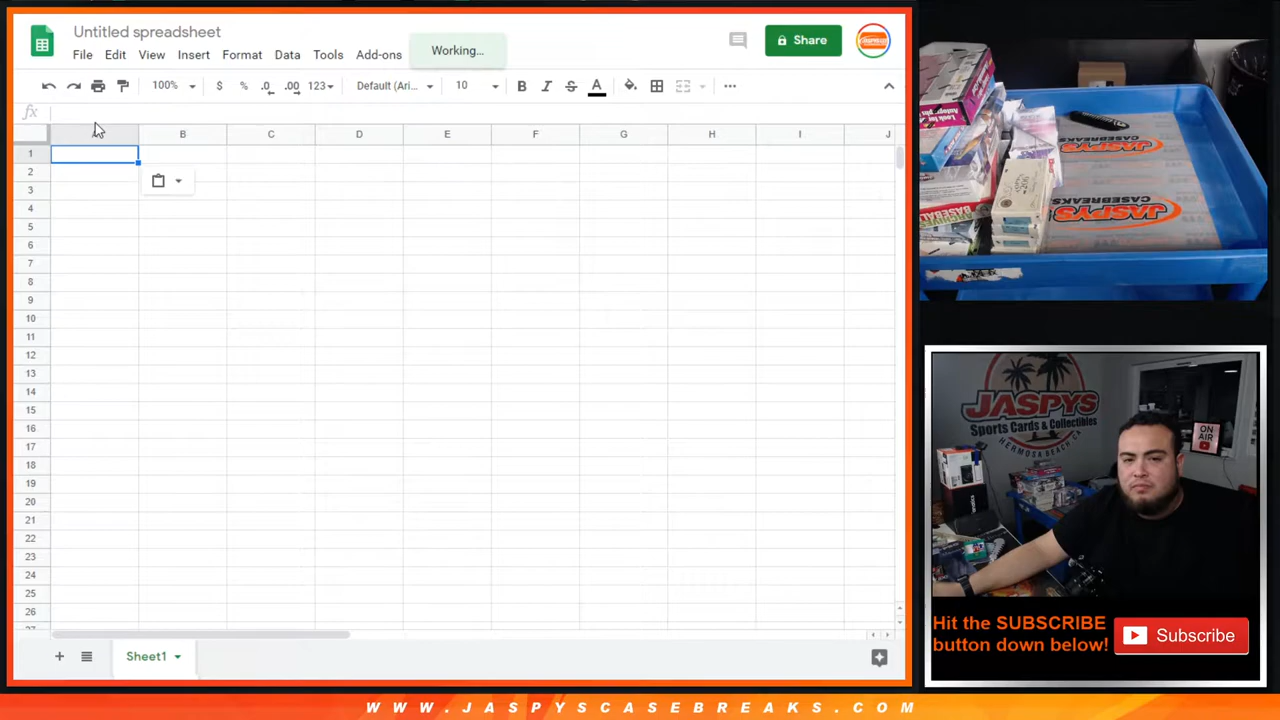 Untitled spreadsheet
File Edit View Insert Format Data Tools Add-ons
Working...
Share
100% $ % .0 .00 123 Default (Ari... 10 B I S A
fx
A B C D E F G H I J
1
2
3
4
5
6
7
8
9
10
11
12
13
14
15
16
17
18
19
20
21
22
23
24
25
26
Sheet1
JASPYS
CASEBREAKS
JASPYS
CASEBREAKS
BASEBALL
JASPYS
Sports Cards & Collectibles
HERMOSA BEACH, CA
ON
AIR
Hit the SUBSCRIBE
button down below!
Subscribe
WWW.JASPYSCASEBREAKS.COM